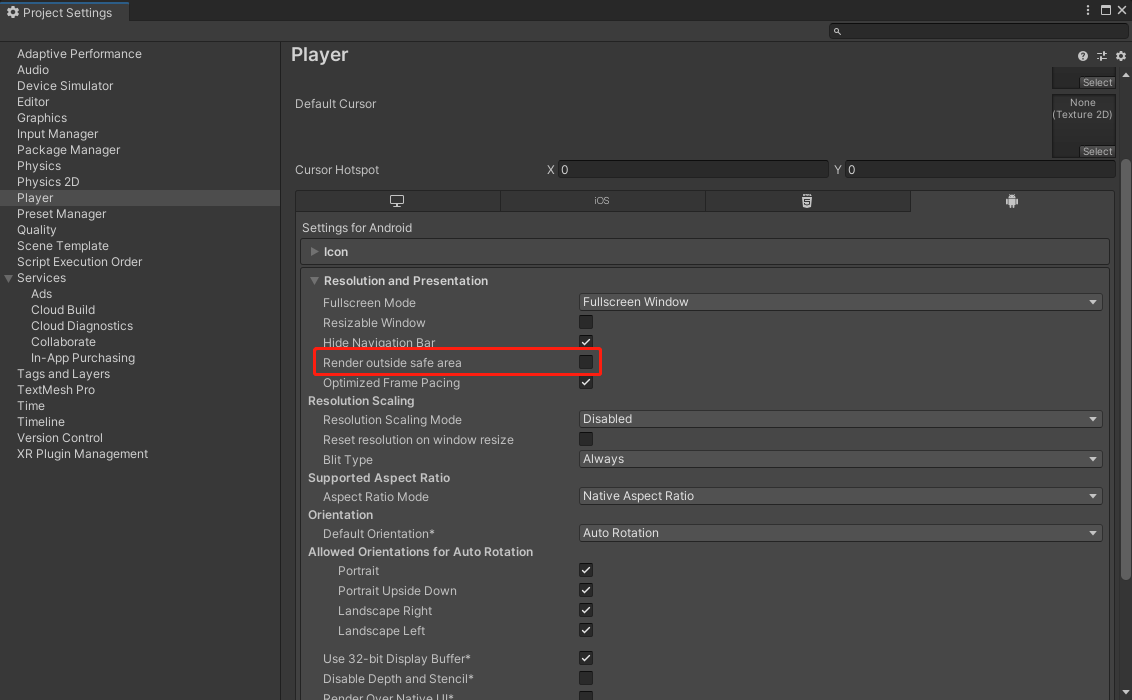 Project Settings
Adaptive Performance
Audio
Device Simulator
Editor
Graphics
Input Manager
Package Manager
Physics
Physics 2D
Player
Preset Manager
Quality
Scene Template
Script Execution Order
Services
Ads
Cloud Build
Cloud Diagnostics
Collaborate
In-App Purchasing
Tags and Layers
TextMesh Pro
Time
Timeline
Version Control
XR Plugin Management
Player
Select
Default Cursor
None
(Texture 2D)
Select
Cursor Hotspot X 0 Y 0
iOS
Settings for Android
Icon
Resolution and Presentation
Fullscreen Mode Fullscreen Window
Resizable Window
Hide Navigation Bar
Render outside safe area
Optimized Frame Pacing
Resolution Scaling
Resolution Scaling Mode Disabled
Reset resolution on window resize
Blit Type Always
Supported Aspect Ratio
Aspect Ratio Mode Native Aspect Ratio
Orientation
Default Orientation* Auto Rotation
Allowed Orientations for Auto Rotation
Portrait
Portrait Upside Down
Landscape Right
Landscape Left
Use 32-bit Display Buffer*
Disable Depth and Stencil*
Render Over Native UI*